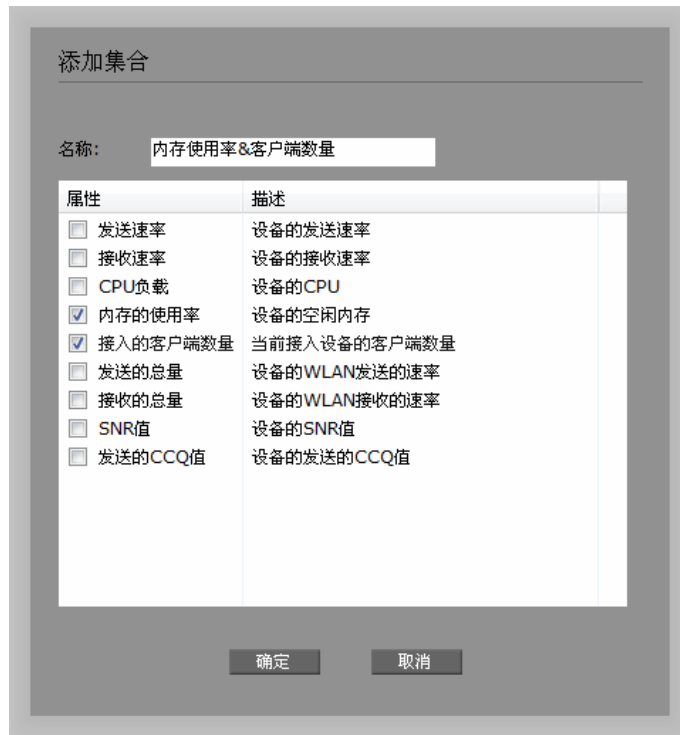 添加集合
名称: 内存使用率&客户端数量
属性 描述
发送速率 设备的发送速率
接收速率 设备的接收速率
CPU负载 设备的CPU
内存的使用率 设备的空闲内存
接入的客户端数量 当前接入设备的客户端数量
发送的总量 设备的WLAN发送的速率
接收的总量 设备的WLAN接收的速率
SNR值 设备的SNR值
发送的CCQ值 设备的发送的CCQ值
确定 取消